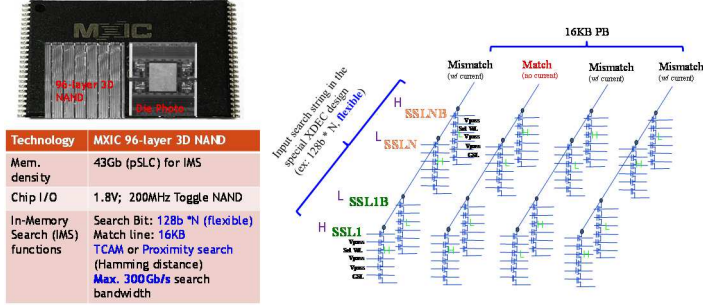 MXIC
96-layer 3D
NAND
Die Photo
Technology MXIC 96-layer 3D NAND
Mem. density 43Gb (pSLC) for IMS
Chip I/O 1.8V; 200MHz Toggle NAND
In-Memory Search (IMS) functions
Search Bit: 128b *N (flexible)
Match line: 16KB
TCAM or Proximity search
(Hamming distance)
Max. 300Gb/s search
bandwidth
16KB PB
Mismatch
(w/ current)
Match
(no current)
Mismatch
(w/ current)
Mismatch
(w/ current)
Input search string in the
special XDEC design
(ex: 128b * N, flexible)
H
SSLNB
Vpass
Sel WL
Vpass
GSL
L
SSLN
L
SSL1B
H
SSL1
Vpass
Sel WL
Vpass
Vpass
GSL